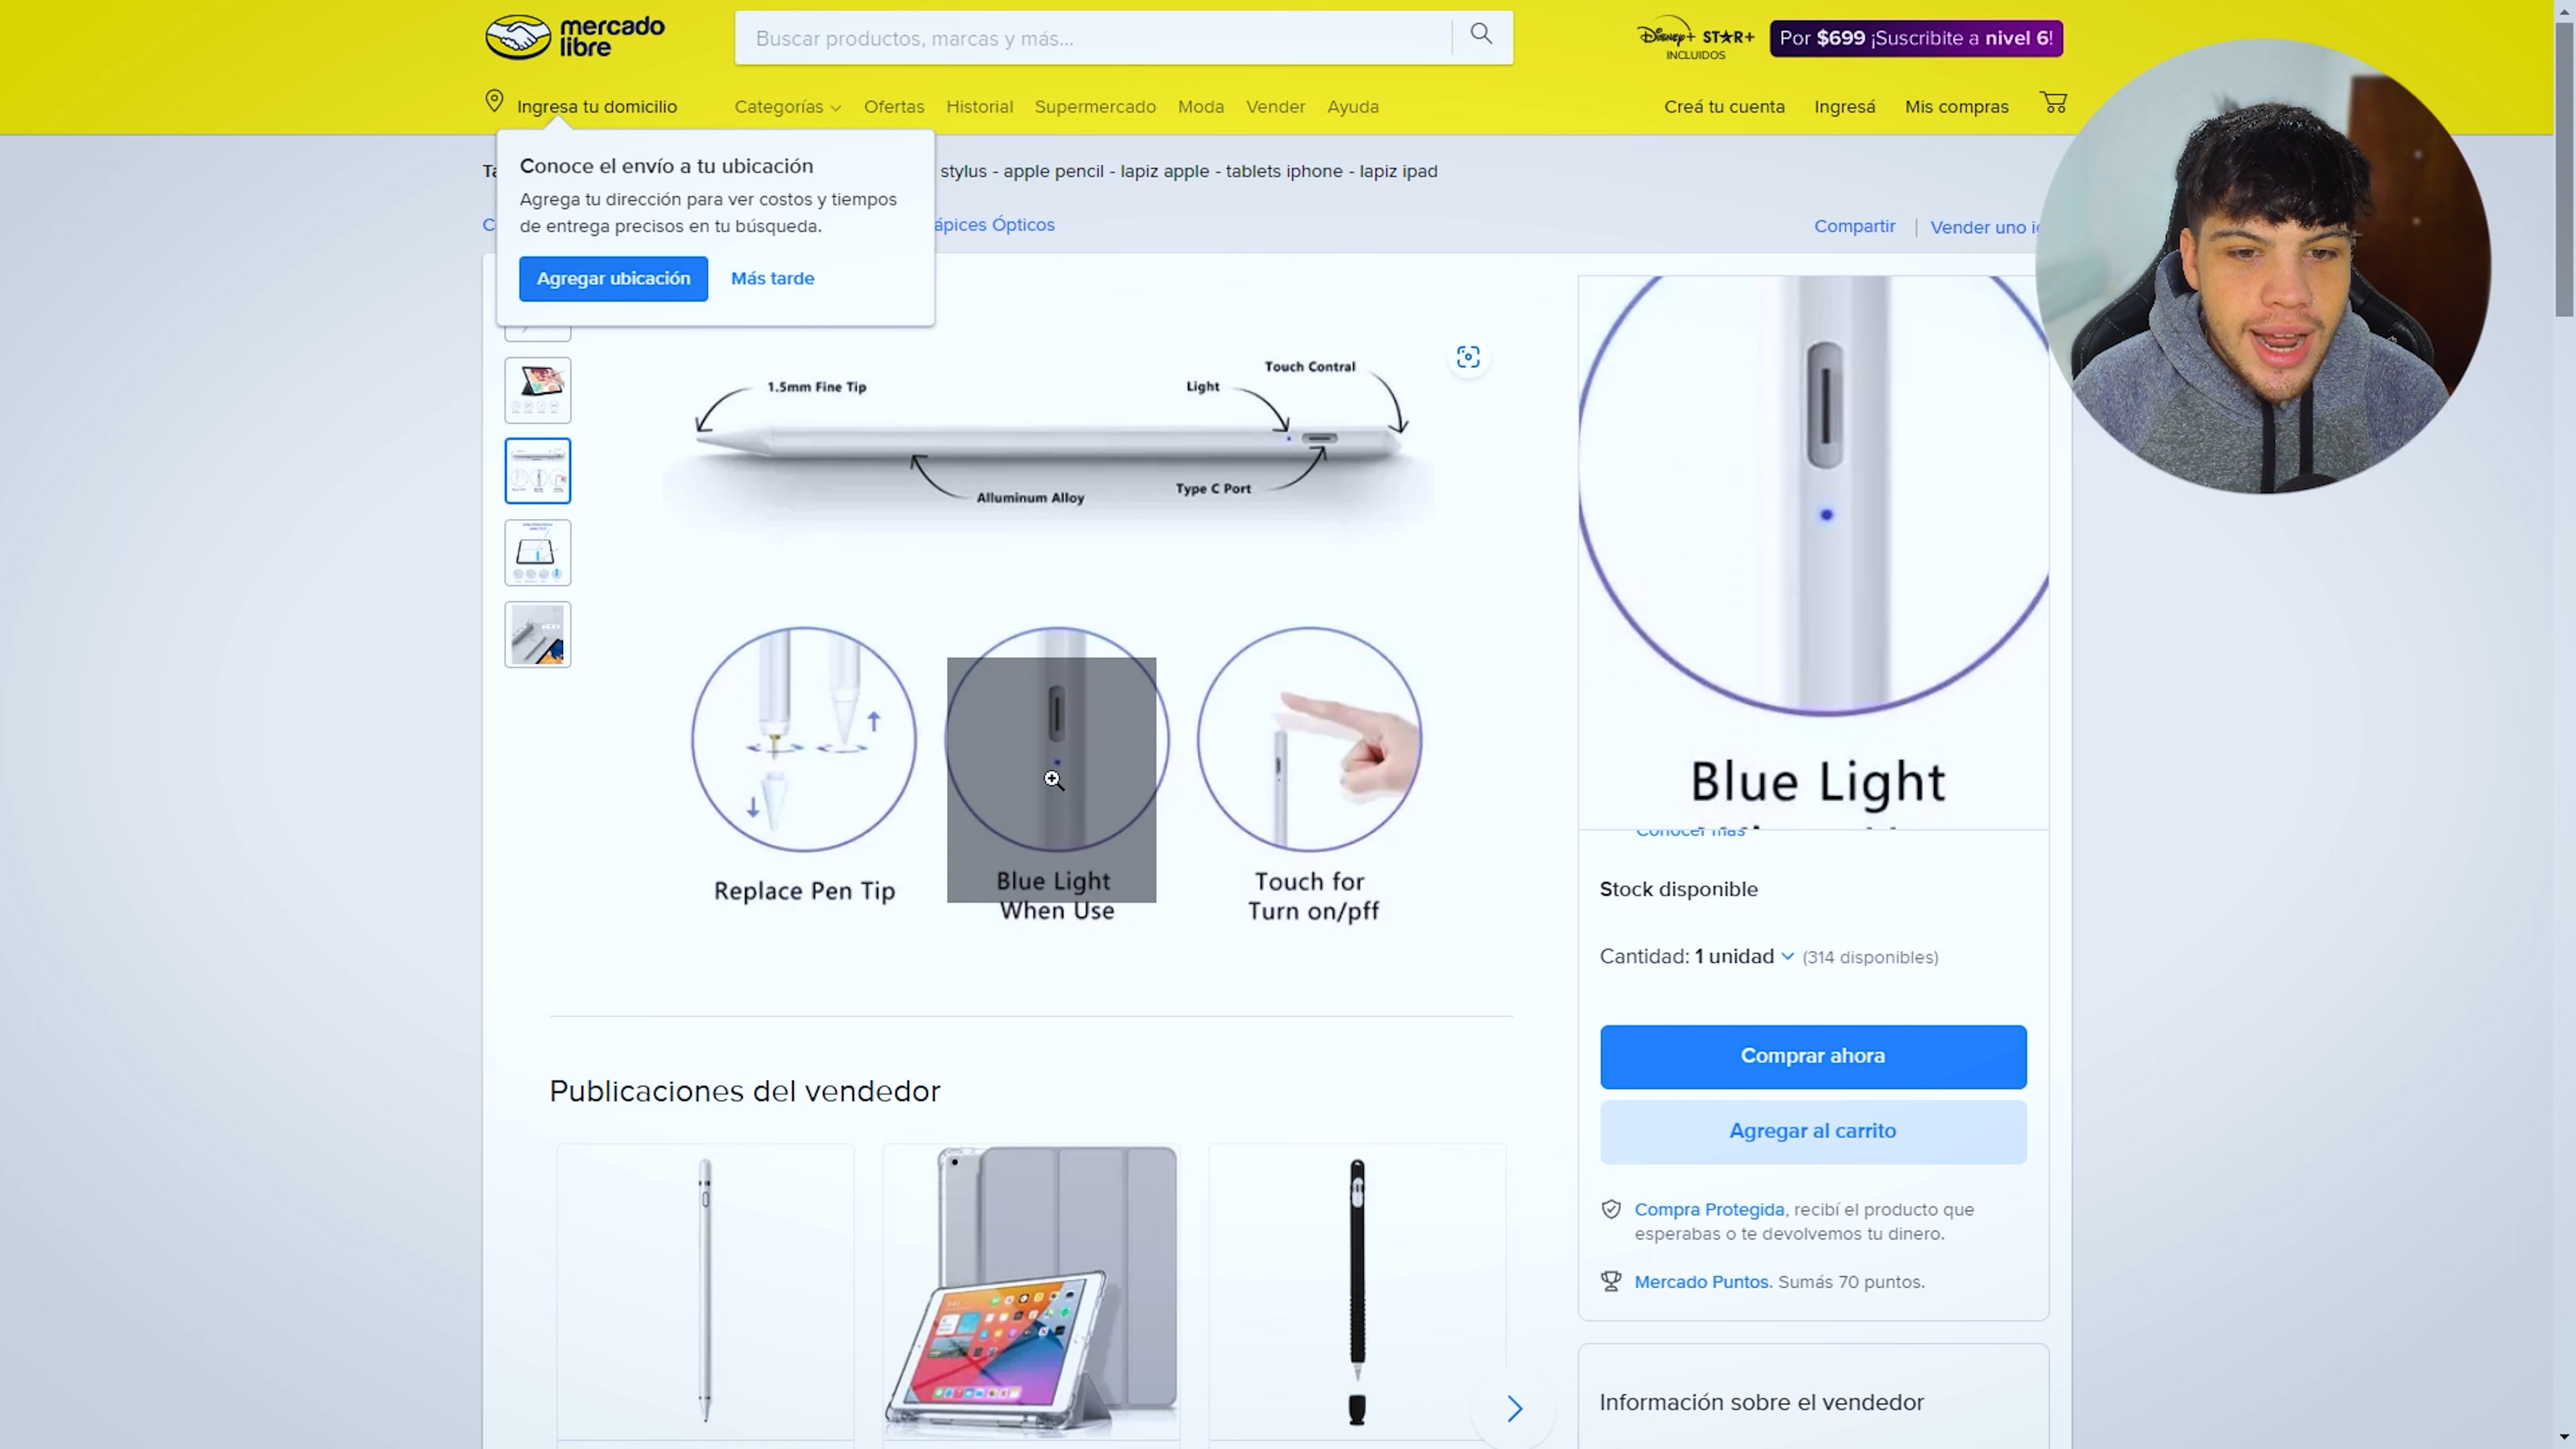 mercado
libre
Buscar productos, marcas y más...
Disney+ STAR+
INCLUIDOS
Por $699 ¡Suscribite a nivel 6!
Ingresa tu domicilio
Categorías
Ofertas
Historial
Supermercado
Moda
Vender
Ayuda
Creá tu cuenta
Ingresá
Mis compras
Conoce el envío a tu ubicación
Agrega tu dirección para ver costos y tiempos
de entrega precisos en tu búsqueda.
Agregar ubicación
Más tarde
stylus - apple pencil - lapiz apple - tablets iphone - lapiz ipad
ápices Ópticos
Compartir
Vender uno
1.5mm Fine Tip
Light
Touch Contral
Alluminum Alloy
Type C Port
Replace Pen Tip
Blue Light
When Use
Touch for
Turn on/pff
Blue Light
Conocer más
Stock disponible
Cantidad: 1 unidad (314 disponibles)
Comprar ahora
Agregar al carrito
Compra Protegida, recibí el producto que
esperabas o te devolvemos tu dinero.
Mercado Puntos. Sumás 70 puntos.
Información sobre el vendedor
Publicaciones del vendedor